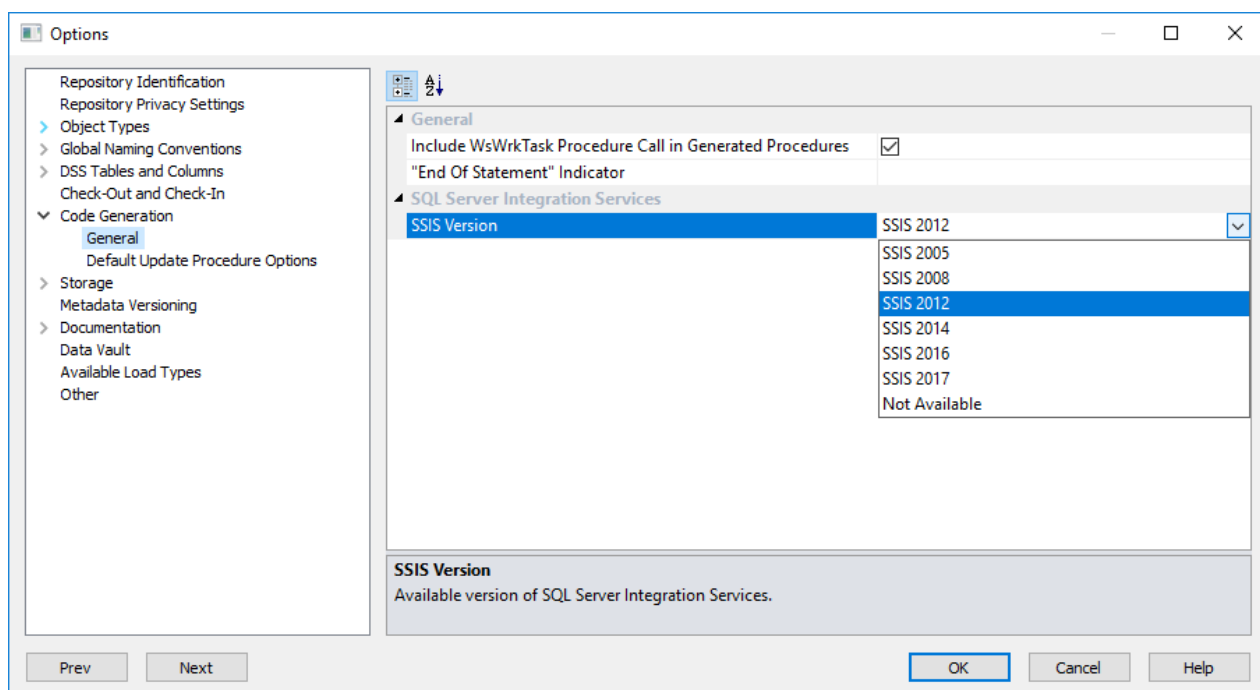 Options
Repository Identification
Repository Privacy Settings
Object Types
Global Naming Conventions
DSS Tables and Columns
Check-Out and Check-In
Code Generation
General
Default Update Procedure Options
Storage
Metadata Versioning
Documentation
Data Vault
Available Load Types
Other
A
Z
General
Include WsWrkTask Procedure Call in Generated Procedures
"End Of Statement" Indicator
SQL Server Integration Services
SSIS Version SSIS 2012
SSIS 2005
SSIS 2008
SSIS 2012
SSIS 2014
SSIS 2016
SSIS 2017
Not Available
SSIS Version
Available version of SQL Server Integration Services.
Prev Next OK Cancel Help